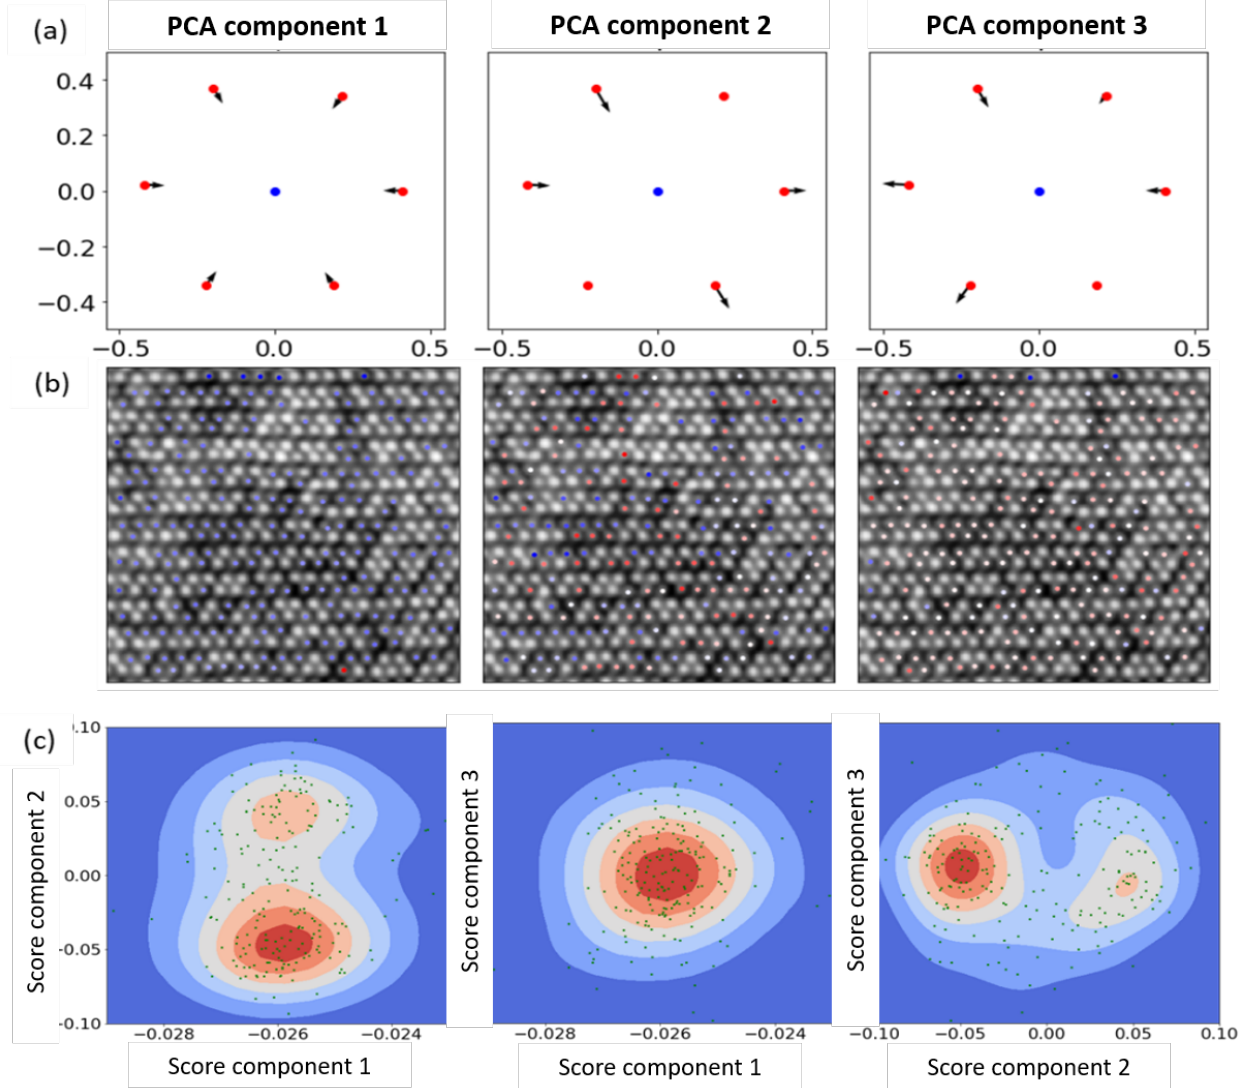 (a)
PCA component 1
PCA component 2
PCA component 3
0.4
0.2
0.0
−0.2
−0.4
−0.5 0.0 0.5
−0.5 0.0 0.5
−0.5 0.0 0.5
(b)
(c)
Score component 2
.10
0.05
0.00
-0.05
-0.10
−0.028 −0.026 −0.024
Score component 1
Score component 3
−0.028 −0.026 −0.024
Score component 1
Score component 3
−0.10 −0.05 0.00 0.05 0.10
Score component 2